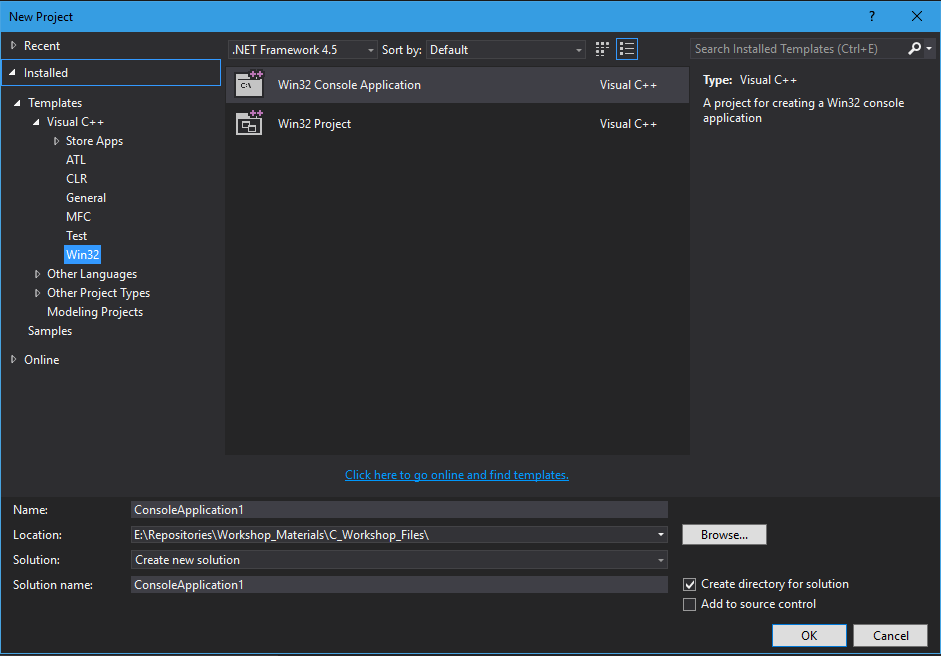 New Project
?
Recent
Installed
Templates
Visual C++
Store Apps
ATL
CLR
General
MFC
Test
Win32
Other Languages
Other Project Types
Modeling Projects
Samples
Online
.NET Framework 4.5 Sort by: Default
C:\
++
Win32 Console Application Visual C++
++
Win32 Project Visual C++
Click here to go online and find templates.
Search Installed Templates (Ctrl+E)
Type: Visual C++
A project for creating a Win32 console
application
Name: ConsoleApplication1
Location: E:\Repositories\Workshop_Materials\C_Workshop_Files\ Browse...
Solution: Create new solution
Solution name: ConsoleApplication1
Create directory for solution
Add to source control
OK Cancel